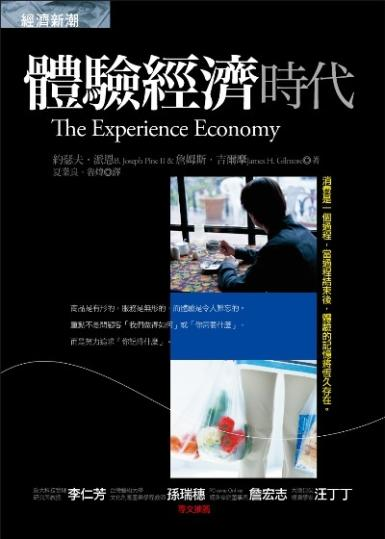 經濟新潮
體驗經濟時代
The Experience Economy
約瑟夫・派恩B. Joseph Pine II & 詹姆斯・吉爾摩James H. Gilmore◎著
夏業良、魯煒◎譯
消費是一個過程,當過程結束後,體驗的記憶將恆久存在。
商品是有形的,服務是無形的,而體驗是令人難忘的。
重點不是問顧客「我們做得如何」或「你需要什麼」,
而是努力追求「你記得什麼」。
李仁芳 孫瑞穗 詹宏志 汪丁丁
專文推薦